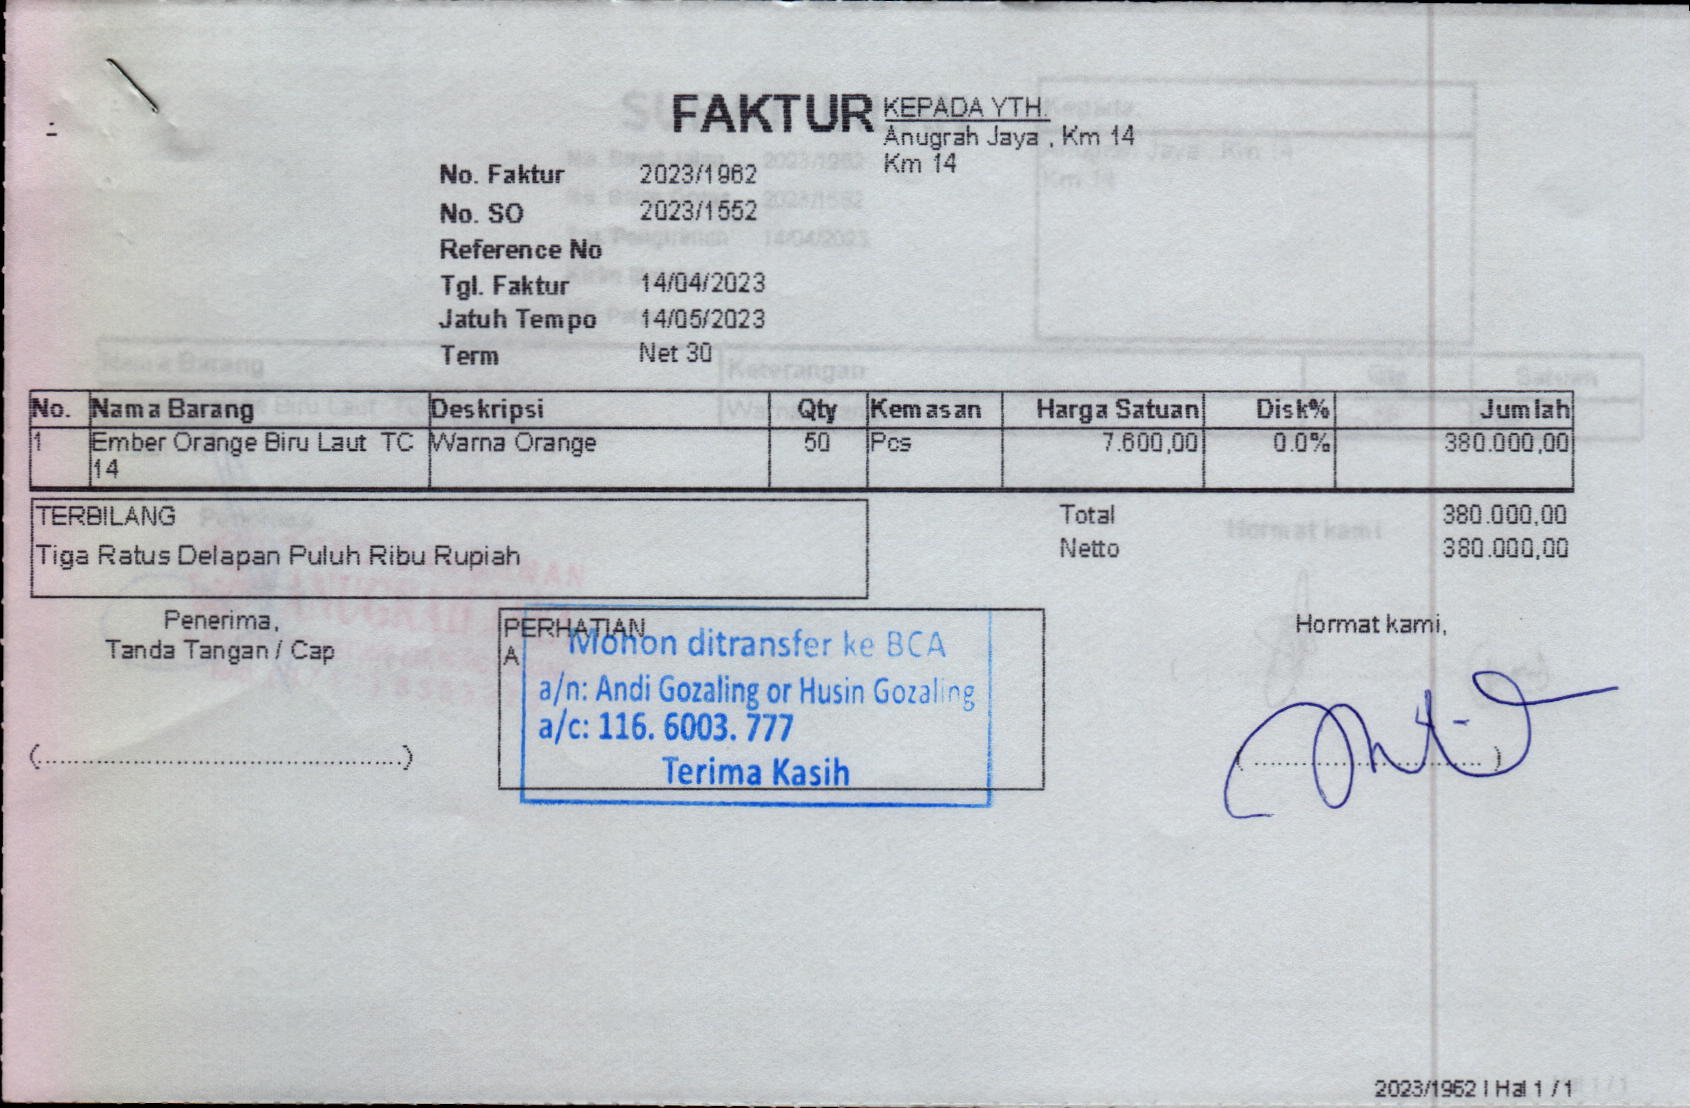 FAKTUR
KEPADA YTH.
Anugrah Jaya , Km 14
Km 14
No. Faktur 2023/1962
No. SO 2023/1552
Reference No
Tgl. Faktur 14/04/2023
Jatuh Tempo 14/05/2023
Term Net 30
No. Nama Barang Deskripsi Qty Kemasan Harga Satuan Disk% Jumlah
1 Ember Orange Biru Laut TC Warna Orange 50 Pcs 7.600,00 0.0% 380.000,00
14
TERBILANG
Tiga Ratus Delapan Puluh Ribu Rupiah
Total 380.000,00
Netto 380.000,00
Penerima,
Tanda Tangan / Cap
(...........................................)
PERHATIAN
A
Mohon ditransfer ke BCA
a/n: Andi Gozaling or Husin Gozaling
a/c: 116. 6003. 777
Terima Kasih
Hormat kami,
2023/1962 | Hal 1 / 1